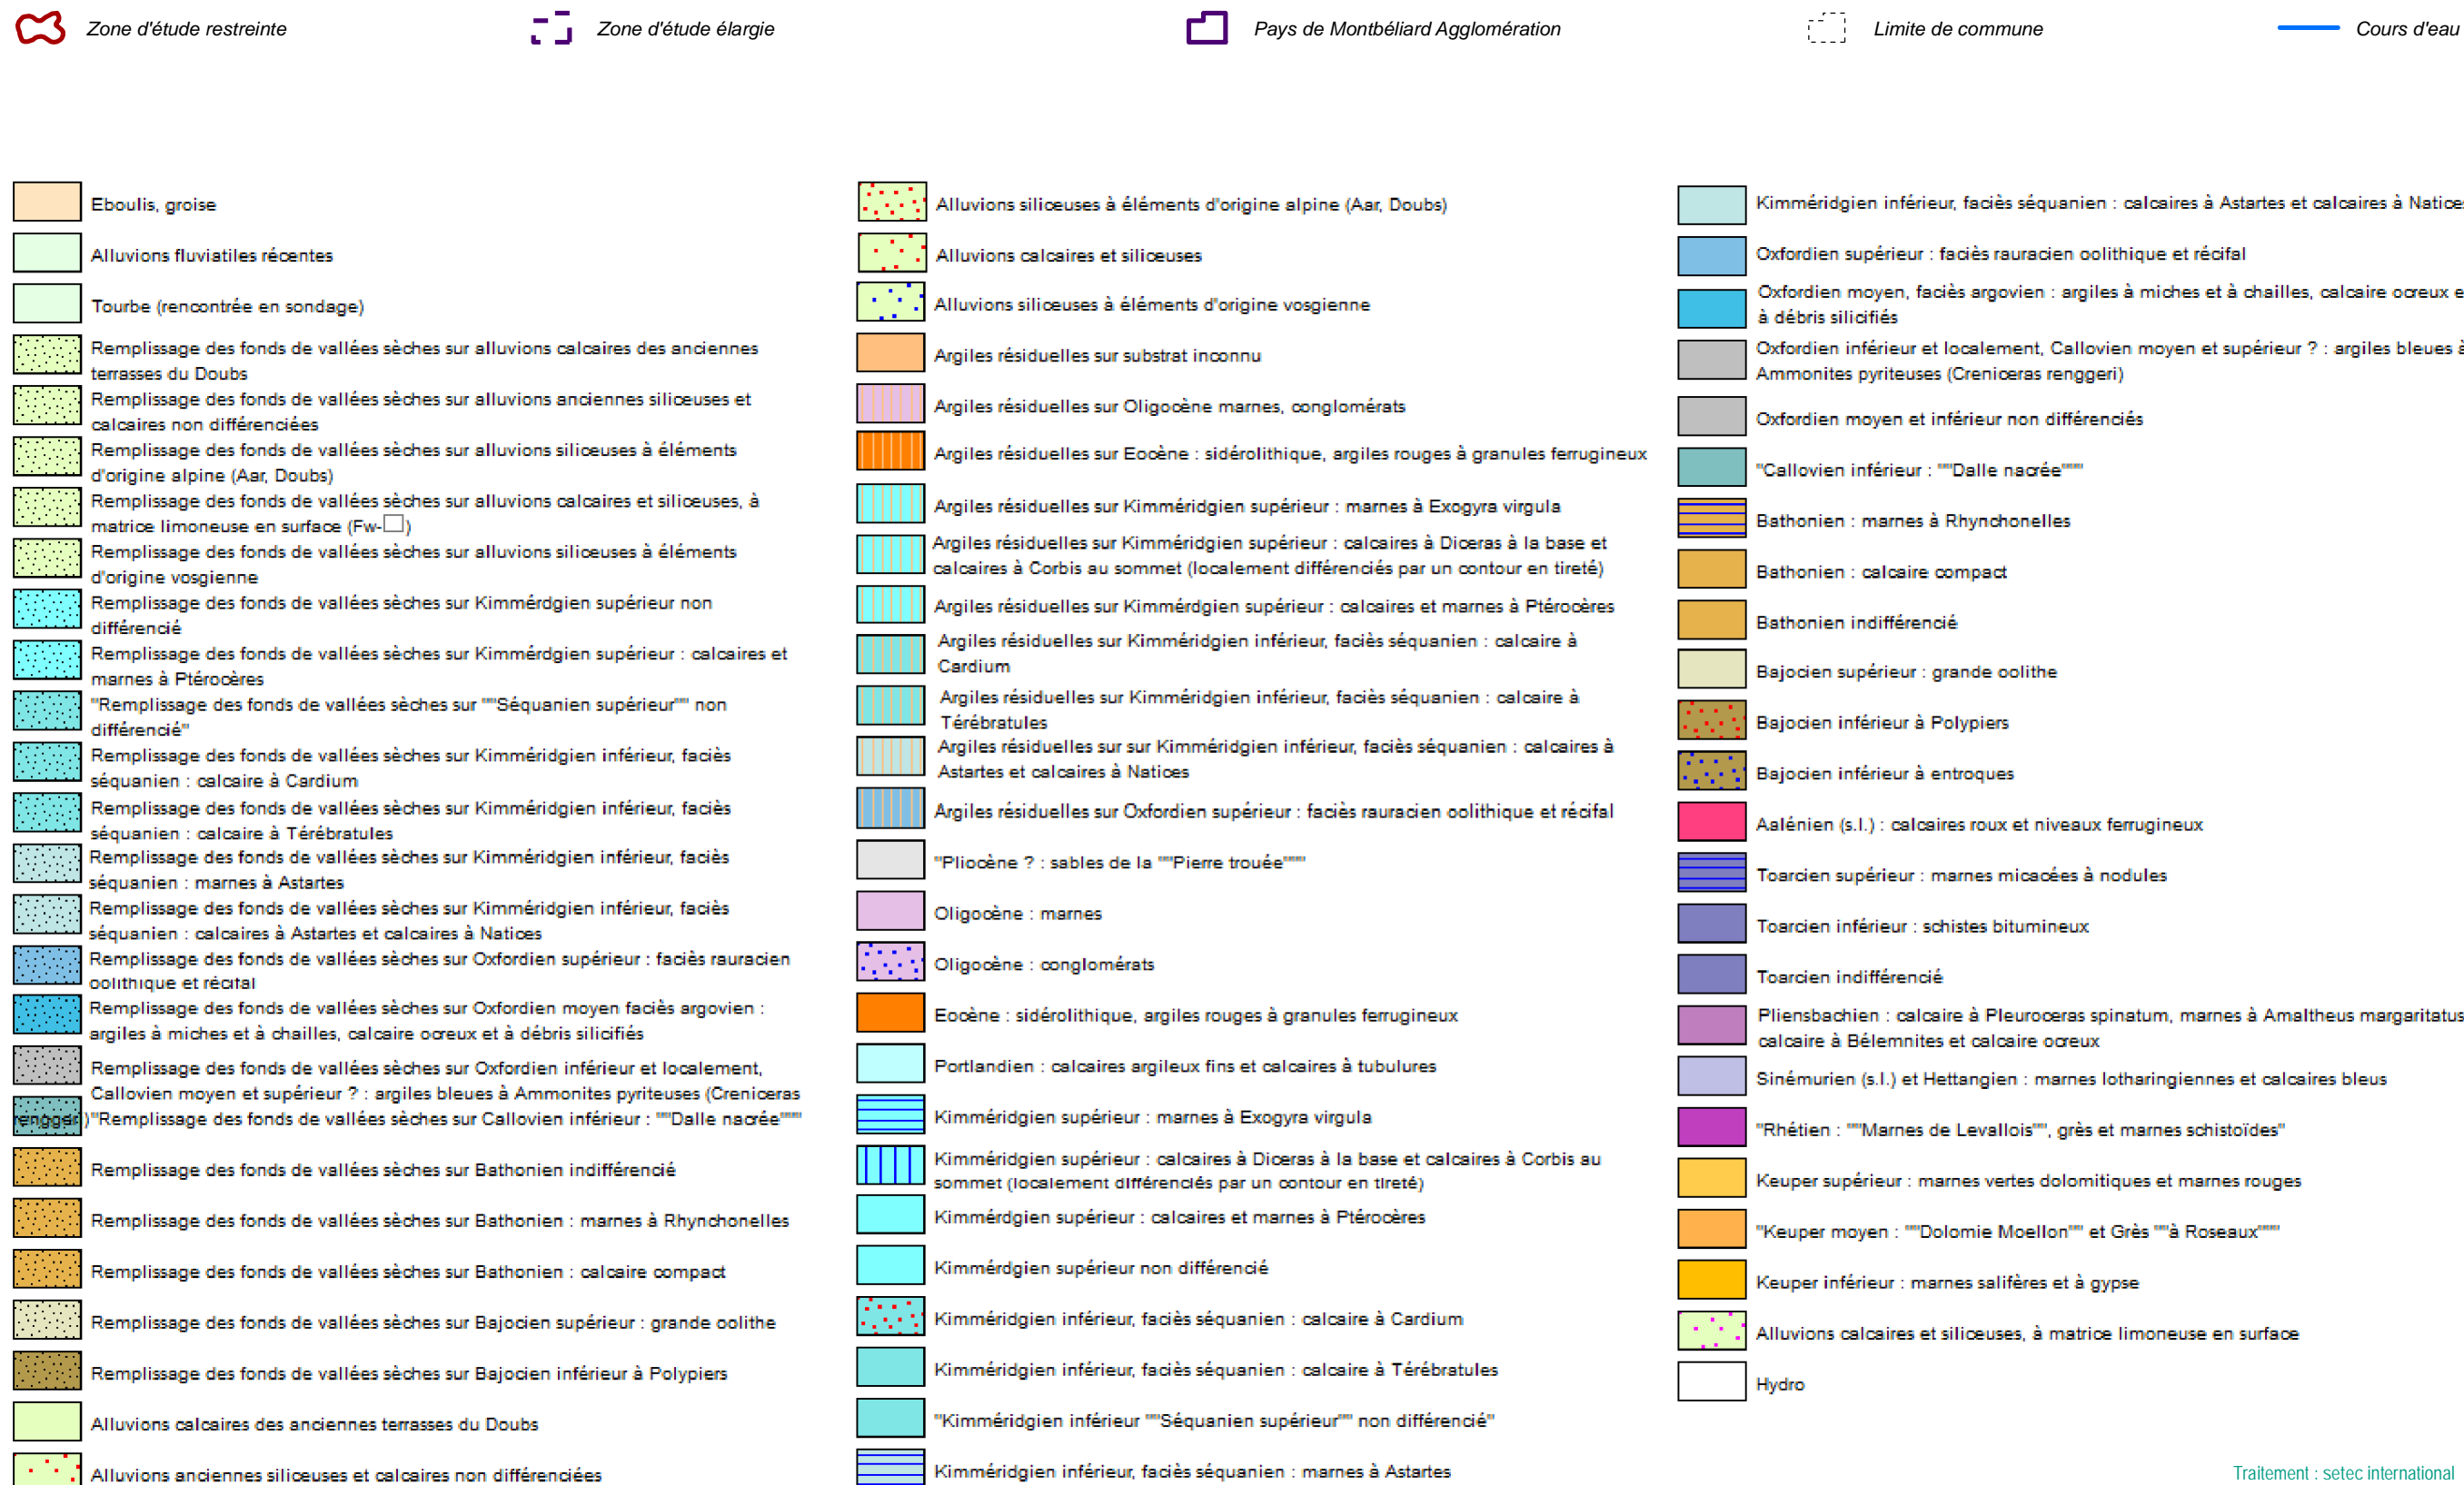 Zone d'étude restreinte
Zone d'étude élargie
Pays de Montbéliard Agglomération
Limite de commune
Cours d'eau
Eboulis, groise
Alluvions fluviatiles récentes
Tourbe (rencontrée en sondage)
Remplissage des fonds de vallées sèches sur alluvions calcaires des anciennes
terrasses du Doubs
Remplissage des fonds de vallées sèches sur alluvions anciennes siliceuses et
calcaires non différenciées
Remplissage des fonds de vallées sèches sur alluvions siliceuses à éléments
d'origine alpine (Aar, Doubs)
Remplissage des fonds de vallées sèches sur alluvions calcaires et siliceuses, à
matrice limoneuse en surface (Fw-□)
Remplissage des fonds de vallées sèches sur alluvions siliceuses à éléments
d'origine vosgienne
Remplissage des fonds de vallées sèches sur Kimmérdgien supérieur non
différencié
Remplissage des fonds de vallées sèches sur Kimmérdgien supérieur : calcaires et
marnes à Ptérocères
"Remplissage des fonds de vallées sèches sur ""Séquanien supérieur"" non
différencié"
Remplissage des fonds de vallées sèches sur Kimméridgien inférieur, faciès
séquanien : calcaire à Cardium
Remplissage des fonds de vallées sèches sur Kimméridgien inférieur, faciès
séquanien : calcaire à Térébratules
Remplissage des fonds de vallées sèches sur Kimméridgien inférieur, faciès
séquanien : marnes à Astartes
Remplissage des fonds de vallées sèches sur Kimméridgien inférieur, faciès
séquanien : calcaires à Astartes et calcaires à Natices
Remplissage des fonds de vallées sèches sur Oxfordien supérieur : faciès rauracien
oolithique et récifal
Remplissage des fonds de vallées sèches sur Oxfordien moyen faciès argovien :
argiles à miches et à chailles, calcaire ocreux et à débris silicifiés
Remplissage des fonds de vallées sèches sur Oxfordien inférieur et localement,
Callovien moyen et supérieur ? : argiles bleues à Ammonites pyriteuses (Creniceras
renggeri)"Remplissage des fonds de vallées sèches sur Callovien inférieur : ""Dalle nacrée"""
Remplissage des fonds de vallées sèches sur Bathonien indifférencié
Remplissage des fonds de vallées sèches sur Bathonien : marnes à Rhynchonelles
Remplissage des fonds de vallées sèches sur Bathonien : calcaire compact
Remplissage des fonds de vallées sèches sur Bajocien supérieur : grande oolithe
Remplissage des fonds de vallées sèches sur Bajocien inférieur à Polypiers
Alluvions calcaires des anciennes terrasses du Doubs
Alluvions anciennes siliceuses et calcaires non différenciées
Alluvions siliceuses à éléments d'origine alpine (Aar, Doubs)
Alluvions calcaires et siliceuses
Alluvions siliceuses à éléments d'origine vosgienne
Argiles résiduelles sur substrat inconnu
Argiles résiduelles sur Oligocène marnes, conglomérats
Argiles résiduelles sur Eocène : sidérolithique, argiles rouges à granules ferrugineux
Argiles résiduelles sur Kimméridgien supérieur : marnes à Exogyra virgula
Argiles résiduelles sur Kimméridgien supérieur : calcaires à Diceras à la base et
calcaires à Corbis au sommet (localement différenciés par un contour en tireté)
Argiles résiduelles sur Kimmérdgien supérieur : calcaires et marnes à Ptérocères
Argiles résiduelles sur Kimméridgien inférieur, faciès séquanien : calcaire à
Cardium
Argiles résiduelles sur Kimméridgien inférieur, faciès séquanien : calcaire à
Térébratules
Argiles résiduelles sur sur Kimméridgien inférieur, faciès séquanien : calcaires à
Astartes et calcaires à Natices
Argiles résiduelles sur Oxfordien supérieur : faciès rauracien oolithique et récifal
"Pliocène ? : sables de la ""Pierre trouée"""
Oligocène : marnes
Oligocène : conglomérats
Eocène : sidérolithique, argiles rouges à granules ferrugineux
Portlandien : calcaires argileux fins et calcaires à tubulures
Kimméridgien supérieur : marnes à Exogyra virgula
Kimméridgien supérieur : calcaires à Diceras à la base et calcaires à Corbis au
sommet (localement différenciés par un contour en tireté)
Kimmérdgien supérieur : calcaires et marnes à Ptérocères
Kimmérdgien supérieur non différencié
Kimméridgien inférieur, faciès séquanien : calcaire à Cardium
Kimméridgien inférieur, faciès séquanien : calcaire à Térébratules
"Kimméridgien inférieur ""Séquanien supérieur"" non différencié"
Kimméridgien inférieur, faciès séquanien : marnes à Astartes
Kimméridgien inférieur, faciès séquanien : calcaires à Astartes et calcaires à Natices
Oxfordien supérieur : faciès rauracien oolithique et récifal
Oxfordien moyen, faciès argovien : argiles à miches et à chailles, calcaire ocreux e
à débris silicifiés
Oxfordien inférieur et localement, Callovien moyen et supérieur ? : argiles bleues à
Ammonites pyriteuses (Creniceras renggeri)
Oxfordien moyen et inférieur non différenciés
"Callovien inférieur : ""Dalle nacrée"""
Bathonien : marnes à Rhynchonelles
Bathonien : calcaire compact
Bathonien indifférencié
Bajocien supérieur : grande oolithe
Bajocien inférieur à Polypiers
Bajocien inférieur à entroques
Aalénien (s.l.) : calcaires roux et niveaux ferrugineux
Toarcien supérieur : marnes micacées à nodules
Toarcien inférieur : schistes bitumineux
Toarcien indifférencié
Pliensbachien : calcaire à Pleuroceras spinatum, marnes à Amaltheus margaritatus
calcaire à Bélemnites et calcaire ocreux
Sinémurien (s.l.) et Hettangien : marnes lotharingiennes et calcaires bleus
"Rhétien : ""Marnes de Levallois"", grès et marnes schistoïdes"
Keuper supérieur : marnes vertes dolomitiques et marnes rouges
"Keuper moyen : ""Dolomie Moellon"" et Grès ""à Roseaux"""
Keuper inférieur : marnes salifères et à gypse
Alluvions calcaires et siliceuses, à matrice limoneuse en surface
Hydro
Traitement : setec international